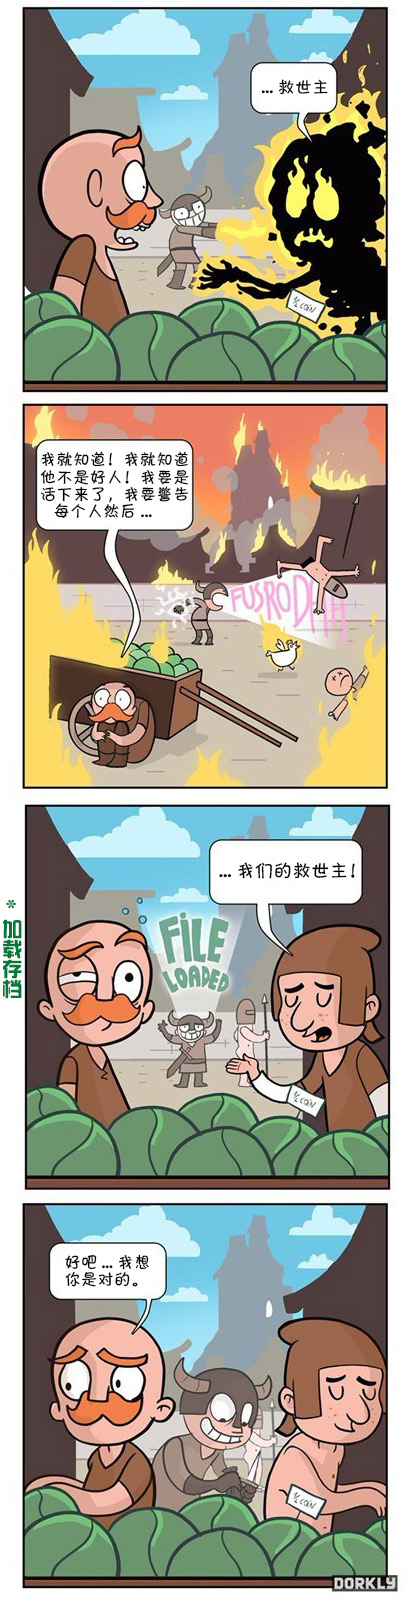 ... 救世主
½ COiN
我就知道！我就知道
他不是好人！我要是
活下来了，我要警告
每个人然后 ...
FUSRODAH
... 我们的救世主！
FiLE
LOADED
* 加载存档
½ COiN
好吧 ... 我想
你是对的。
½ COiN
DORKLY